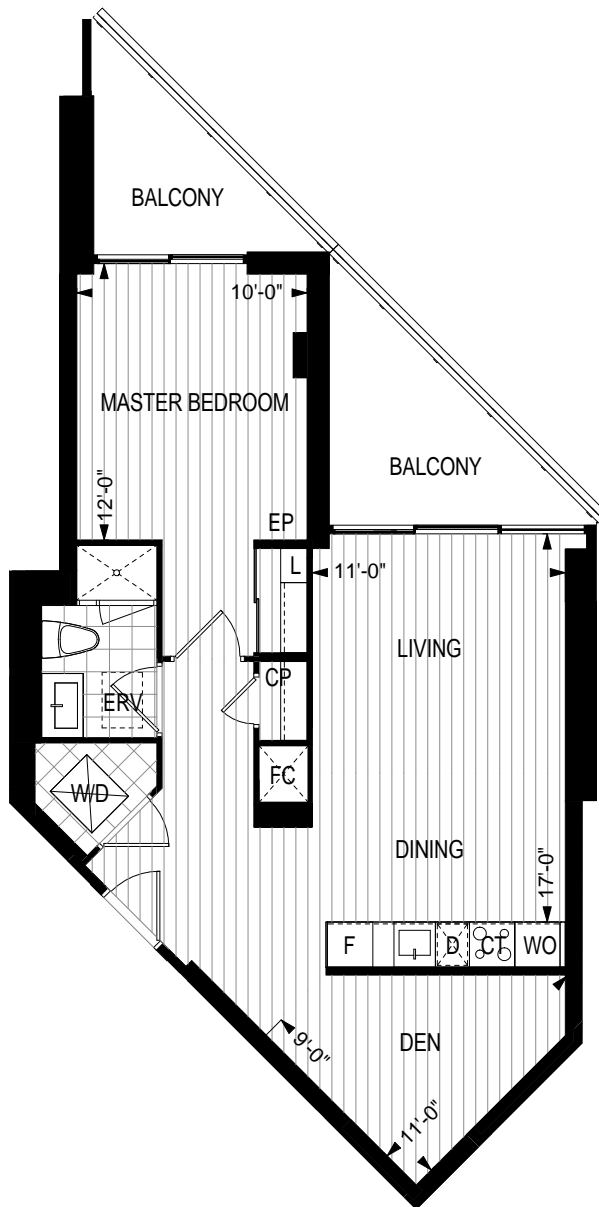 BALCONY
10'-0"
MASTER BEDROOM
BALCONY
12'-0"
EP
L
11'-0"
LIVING
CP
ERV
FC
W/D
DINING
17'-0"
F
D
CT
WO
9'-0"
DEN
11'-0"